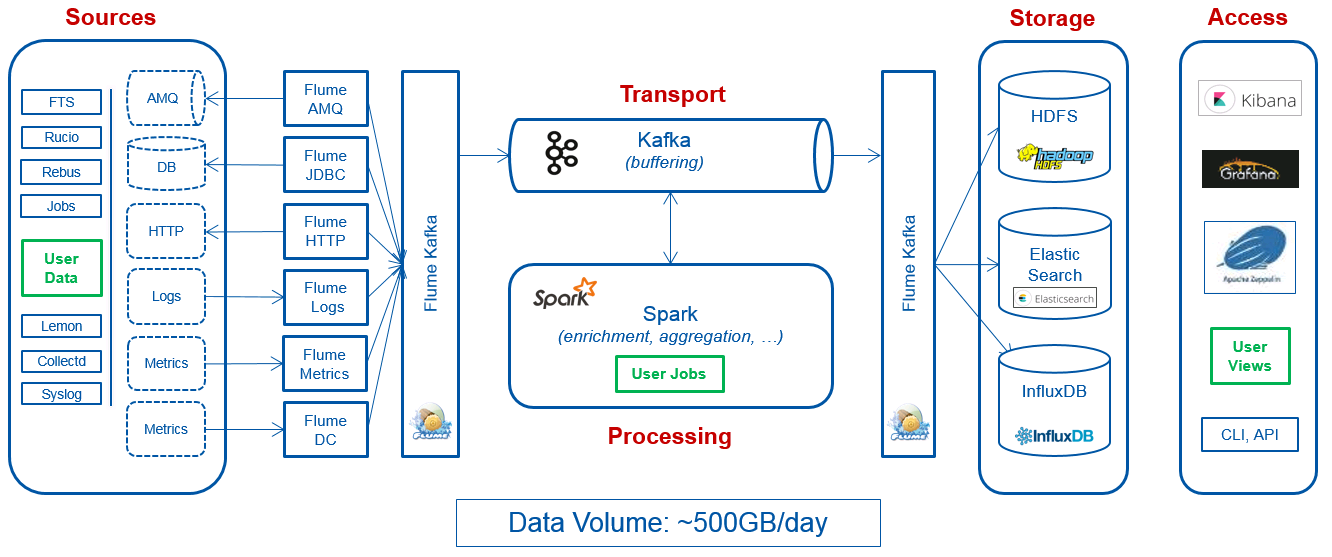 Sources
FTS
Rucio
Rebus
Jobs
User
Data
Lemon
Collectd
Syslog
AMQ
DB
HTTP
Logs
Metrics
Metrics
Flume
AMQ
Flume
JDBC
Flume
HTTP
Flume
Logs
Flume
Metrics
Flume
DC
Flume Kafka
Transport
Kafka
(buffering)
Spark
Spark
(enrichment, aggregation, …)
User Jobs
Processing
Flume Kafka
Storage
HDFS
hadoop
HDFS
Elastic
Search
Elasticsearch
InfluxDB
InfluxDB
Access
Kibana
Grafana
Apache Zeppelin
User
Views
CLI, API
Data Volume: ~500GB/day